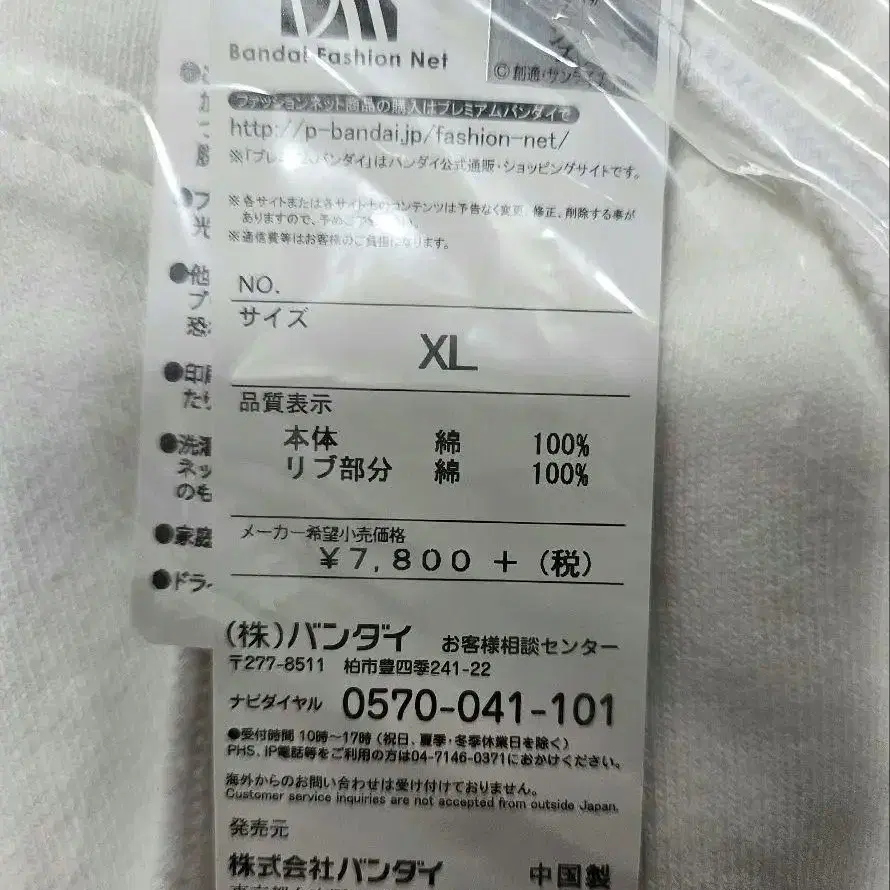 Bandai Fashion Net
©創通・サンライズ
ファッションネット商品の購入はプレミアムバンダイで
http://p-bandai.jp/fashion-net/
※「プレミアムバンダイ」はバンダイ公式通販・ショッピングサイトです。
※各サイトまたは各サイト上のコンテンツは予告なく変更、修正、削除する事が
ありますので、予めご了承ください。
※通信費等はお客様のご負担になります。
NO.
サイズ
XL
品質表示
本体 綿 100%
リブ部分 綿 100%
メーカー希望小売価格
¥7,800 + (税)
(株)バンダイ お客様相談センター
〒277-8511 柏市豊四季241-22
ナビダイヤル 0570-041-101
●受付時間 10時～17時 (祝日、夏季・冬季休業日を除く)
PHS、IP電話等をご利用の方は04-7146-0371におかけください。
海外からのお問い合わせは受け付けておりません。
Customer service inquiries are not accepted from outside Japan.
発売元
株式会社バンダイ 中国製
●他
ブ
恐
●印
た
●洗濯
ネッ
のも
●家庭
●ドラ